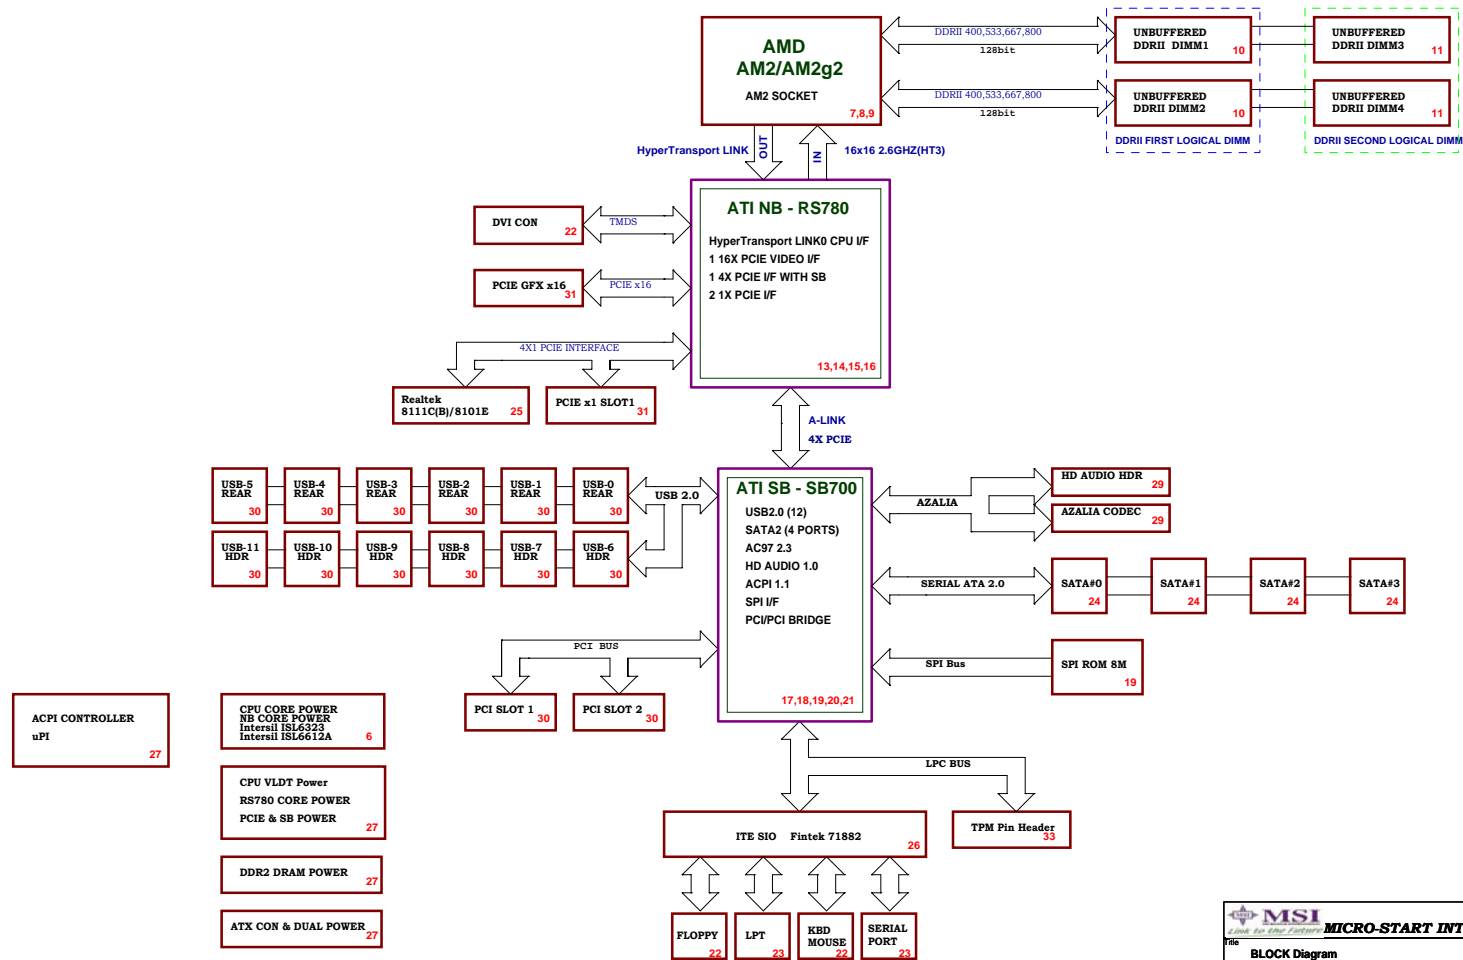 AMD
AM2/AM2g2
AM2 SOCKET
7,8,9
DDRII 400,533,667,800
128bit
DDRII 400,533,667,800
128bit
UNBUFFERED
DDRII DIMM1
10
UNBUFFERED
DDRII DIMM2
10
DDRII FIRST LOGICAL DIMM
UNBUFFERED
DDRII DIMM3
11
UNBUFFERED
DDRII DIMM4
11
DDRII SECOND LOGICAL DIMM
HyperTransport LINK
OUT
IN
16x16 2.6GHZ(HT3)
ATI NB - RS780
HyperTransport LINK0 CPU I/F
1 16X PCIE VIDEO I/F
1 4X PCIE I/F WITH SB
2 1X PCIE I/F
13,14,15,16
DVI CON
22
TMDS
PCIE GFX x16
31
PCIE x16
4X1 PCIE INTERFACE
Realtek
8111C(B)/8101E
25
PCIE x1 SLOT1
31
A-LINK
4X PCIE
USB-5
REAR
30
USB-4
REAR
30
USB-3
REAR
30
USB-2
REAR
30
USB-1
REAR
30
USB-0
REAR
30
USB 2.0
USB-11
HDR
30
USB-10
HDR
30
USB-9
HDR
30
USB-8
HDR
30
USB-7
HDR
30
USB-6
HDR
30
ATI SB - SB700
USB2.0 (12)
SATA2 (4 PORTS)
AC97 2.3
HD AUDIO 1.0
ACPI 1.1
SPI I/F
PCI/PCI BRIDGE
17,18,19,20,21
AZALIA
HD AUDIO HDR
29
AZALIA CODEC
29
SERIAL ATA 2.0
SATA#0
24
SATA#1
24
SATA#2
24
SATA#3
24
SPI Bus
SPI ROM 8M
19
PCI BUS
PCI SLOT 1
30
PCI SLOT 2
30
LPC BUS
ITE SIO Fintek 71882
26
TPM Pin Header
33
FLOPPY
22
LPT
23
KBD
MOUSE
22
SERIAL
PORT
23
ACPI CONTROLLER
uPI
27
CPU CORE POWER
NB CORE POWER
Intersil ISL6323
Intersil ISL6612A
6
CPU VLDT Power
RS780 CORE POWER
PCIE & SB POWER
27
DDR2 DRAM POWER
27
ATX CON & DUAL POWER
27
MSI
MSI
Link to the Future
MICRO-START INT
Title
BLOCK Diagram